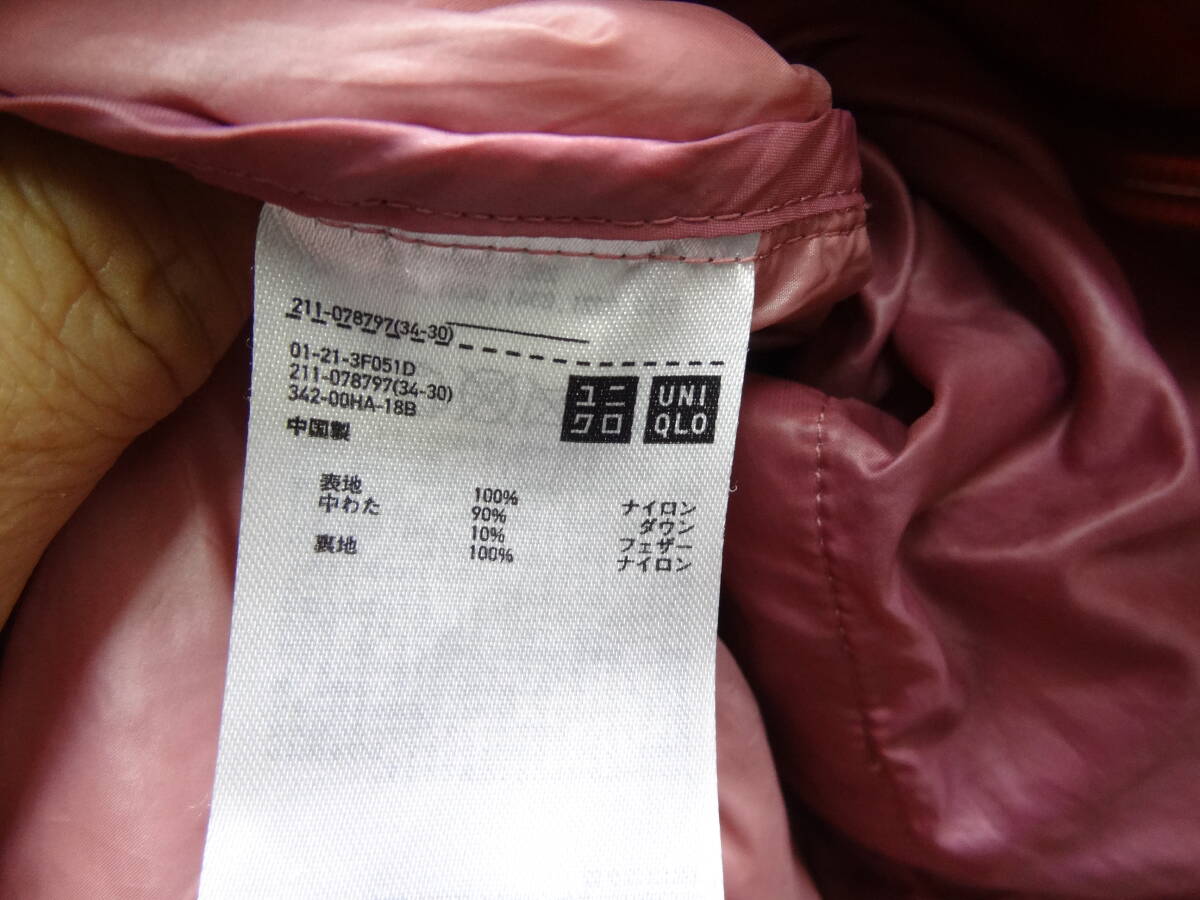 211-078797(34-30)
01-21-3F051D
211-078797(34-30)
342-00HA-18B
中国製
ユニ
クロ
UNI
QLO
表地 100% ナイロン
中わた 90% ダウン
10% フェザー
裏地 100% ナイロン